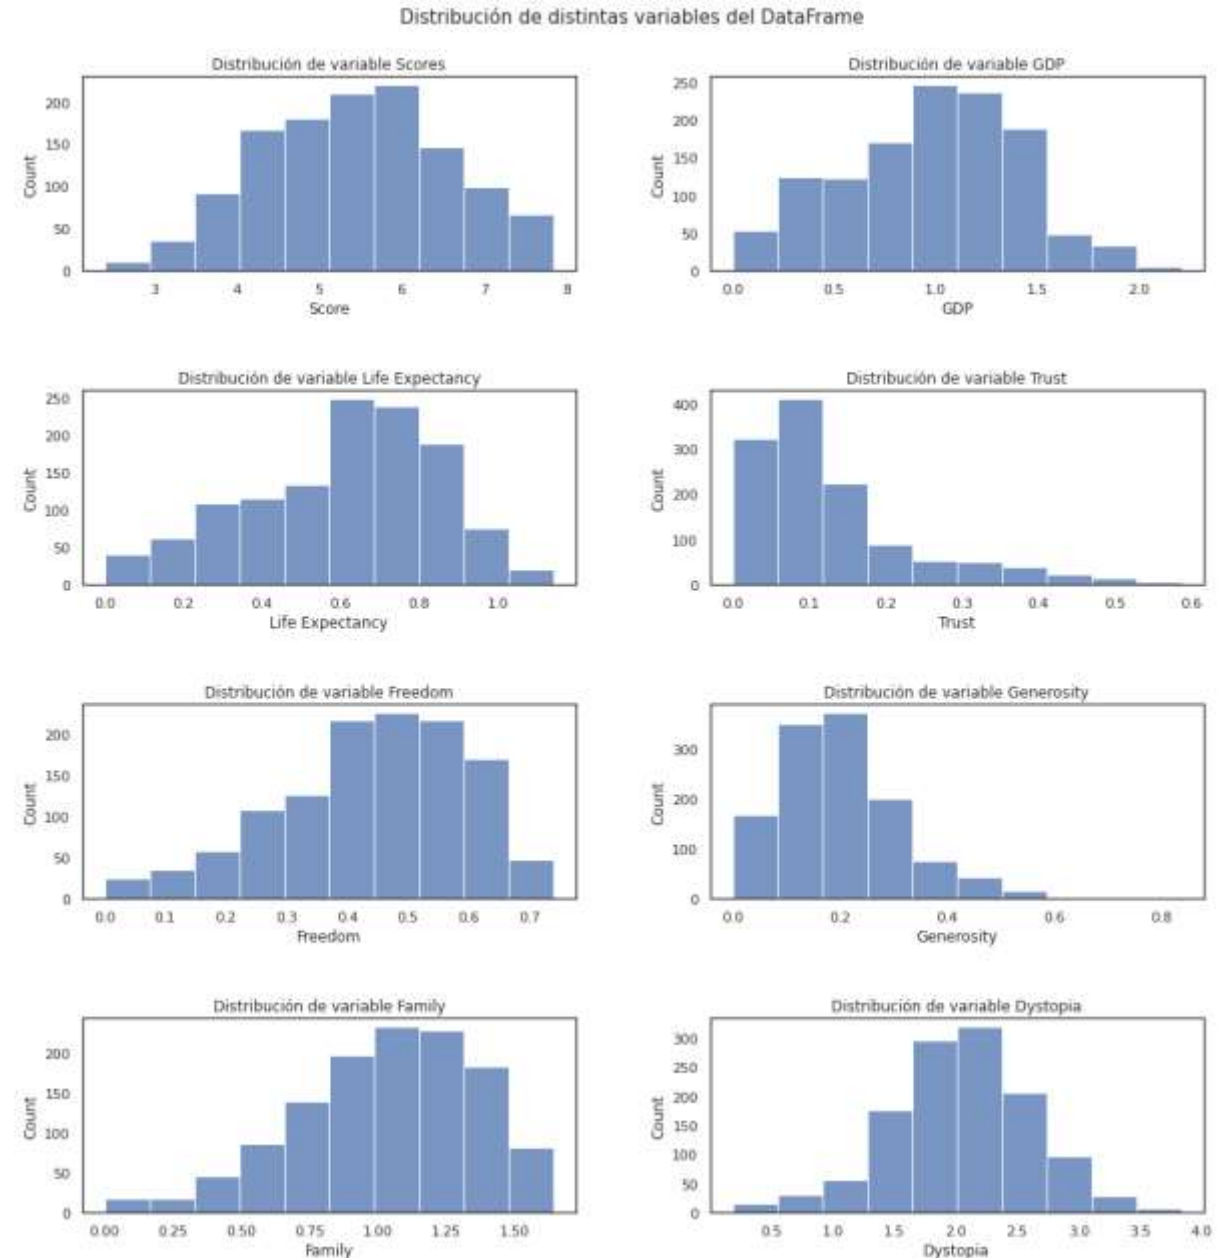 Distribución de distintas variables del DataFrame
Distribución de variable Scores
Count
200
150
100
50
0
3 4 5 6 7 8
Score
Distribución de variable GDP
Count
250
200
150
100
50
0
0.0 0.5 1.0 1.5 2.0
GDP
Distribución de variable Life Expectancy
Count
250
200
150
100
50
0
0.0 0.2 0.4 0.6 0.8 1.0
Life Expectancy
Distribución de variable Trust
Count
400
300
200
100
0
0.0 0.1 0.2 0.3 0.4 0.5 0.6
Trust
Distribución de variable Freedom
Count
200
150
100
50
0
0.0 0.1 0.2 0.3 0.4 0.5 0.6 0.7
Freedom
Distribución de variable Generosity
Count
300
200
100
0
0.0 0.2 0.4 0.6 0.8
Generosity
Distribución de variable Family
Count
200
150
100
50
0
0.00 0.25 0.50 0.75 1.00 1.25 1.50
Family
Distribución de variable Dystopia
Count
300
250
200
150
100
50
0
0.5 1.0 1.5 2.0 2.5 3.0 3.5 4.0
Dystopia